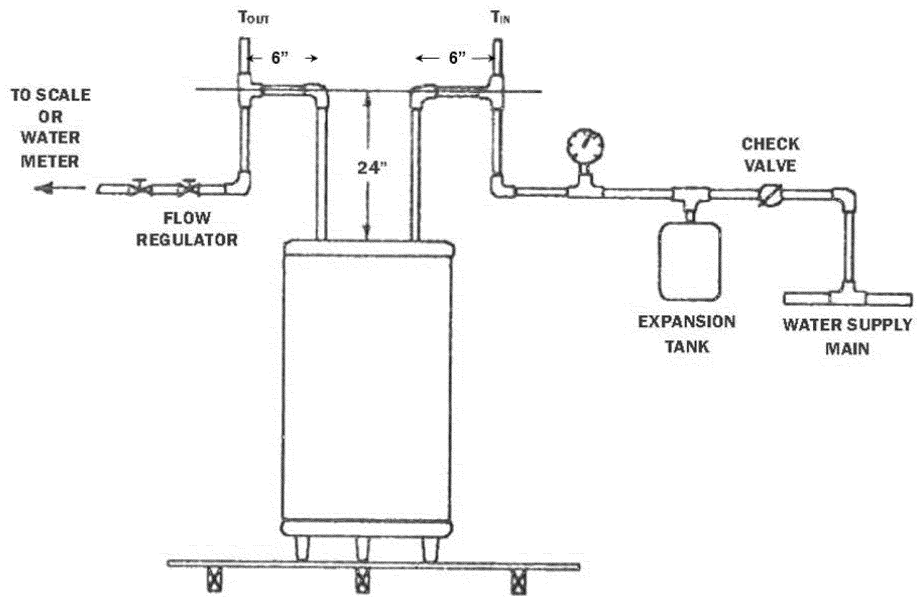 TOUT
TIN
6”
6”
TO SCALE
OR
WATER
METER
24”
CHECK
VALVE
FLOW
REGULATOR
EXPANSION
TANK
WATER SUPPLY
MAIN